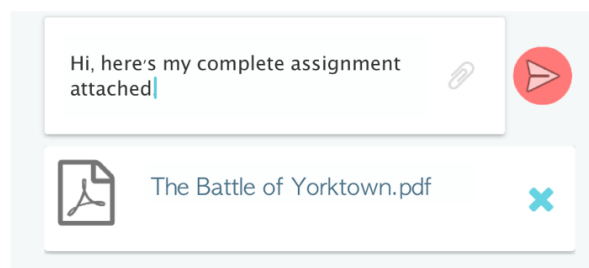 Hi, here's my complete assignment
attached
The Battle of Yorktown.pdf